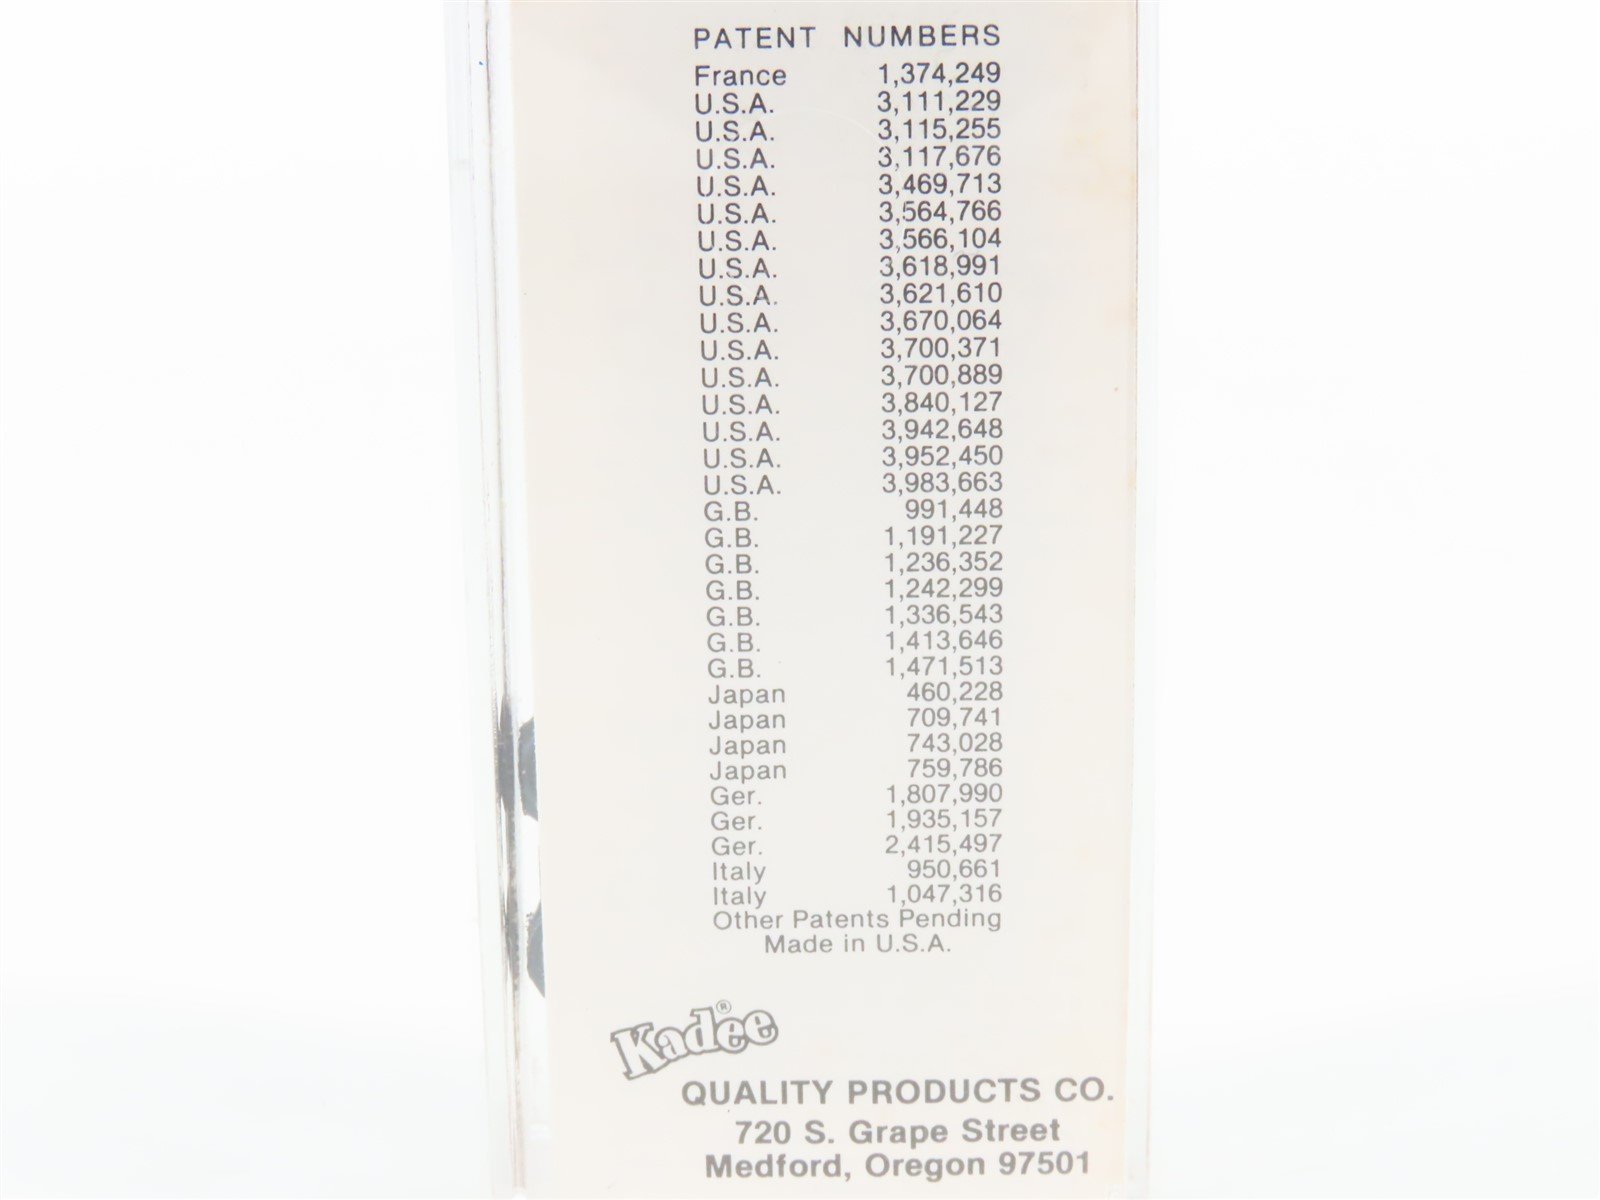 PATENT NUMBERS
France 1,374,249
U.S.A. 3,111,229
U.S.A. 3,115,255
U.S.A. 3,117,676
U.S.A. 3,469,713
U.S.A. 3,564,766
U.S.A. 3,566,104
U.S.A. 3,618,991
U.S.A. 3,621,610
U.S.A. 3,670,064
U.S.A. 3,700,371
U.S.A. 3,700,889
U.S.A. 3,840,127
U.S.A. 3,942,648
U.S.A. 3,952,450
U.S.A. 3,983,663
G.B. 991,448
G.B. 1,191,227
G.B. 1,236,352
G.B. 1,242,299
G.B. 1,336,543
G.B. 1,413,646
G.B. 1,471,513
Japan 460,228
Japan 709,741
Japan 743,028
Japan 759,786
Ger. 1,807,990
Ger. 1,935,157
Ger. 2,415,497
Italy 950,661
Italy 1,047,316
Other Patents Pending
Made in U.S.A.
Kadee®
QUALITY PRODUCTS CO.
720 S. Grape Street
Medford, Oregon 97501